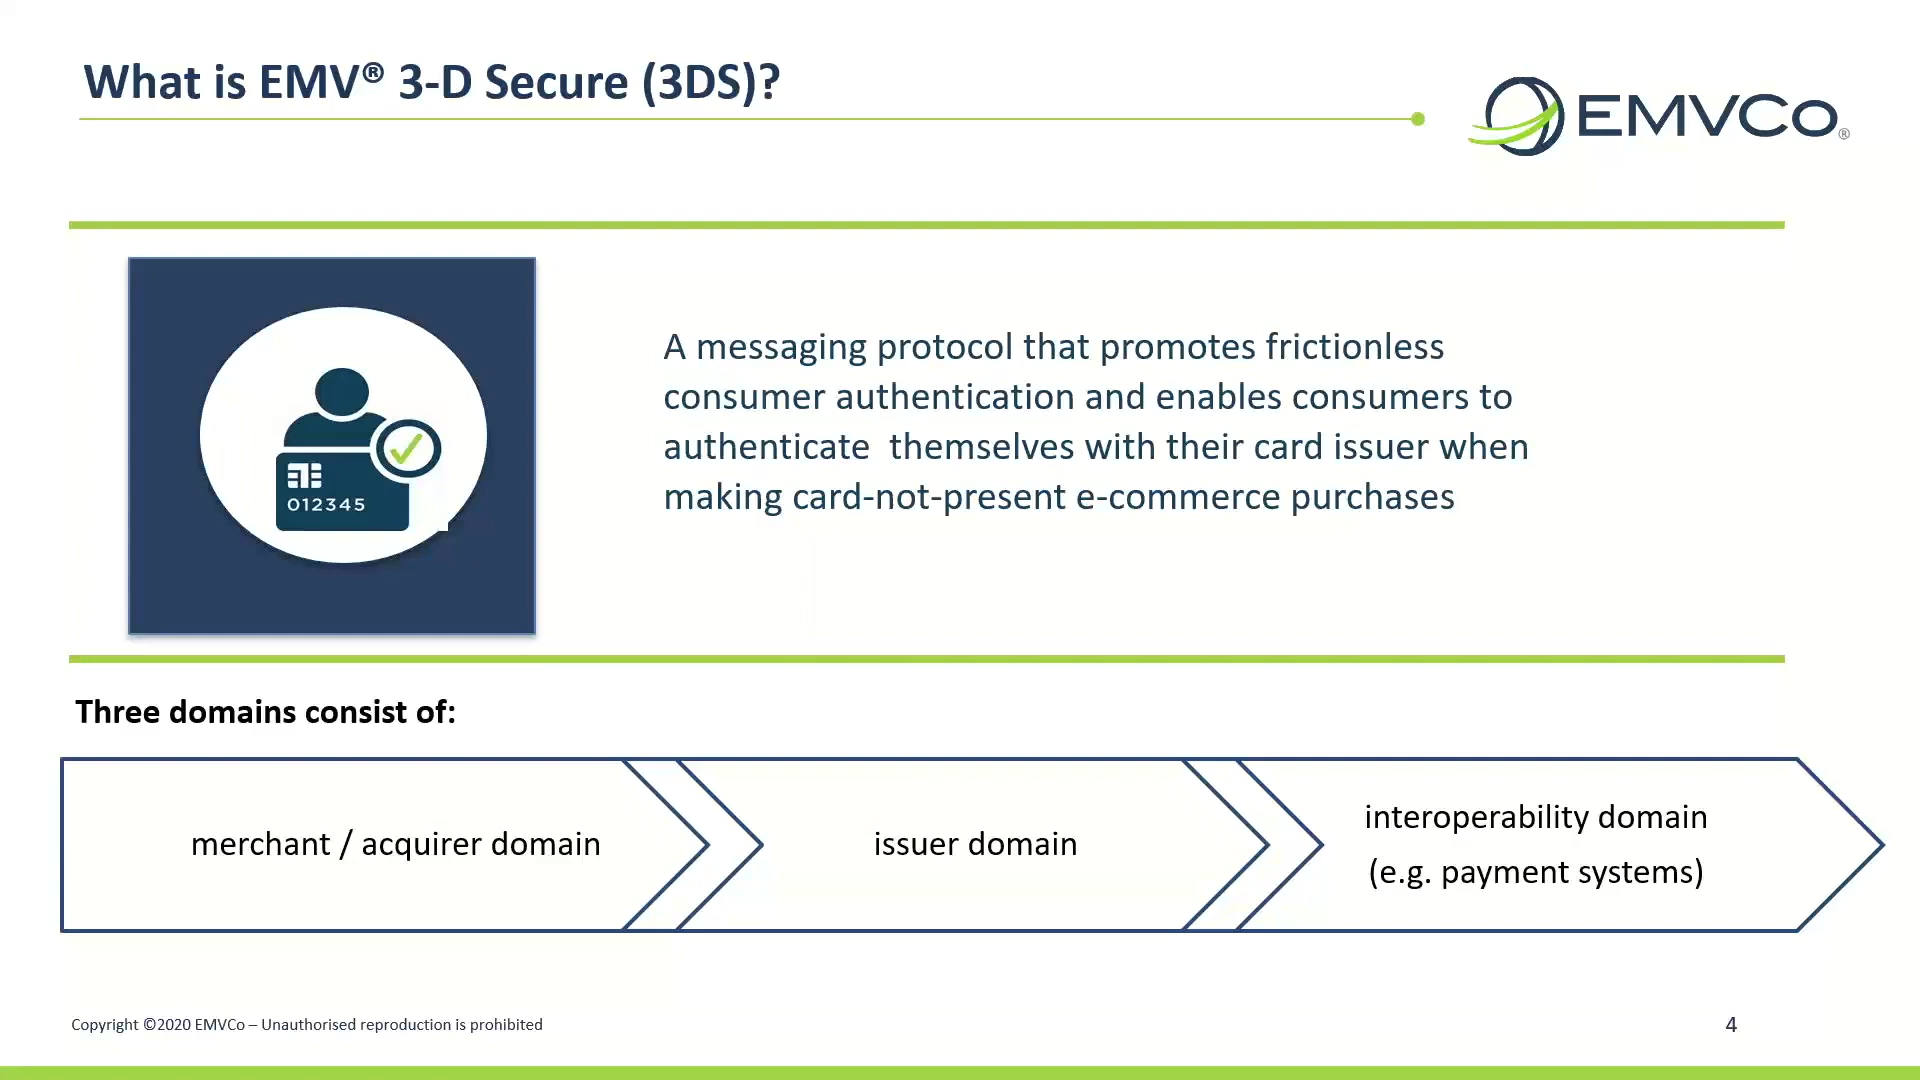 What is EMV® 3-D Secure (3DS)?
EMVCo®
A messaging protocol that promotes frictionless
consumer authentication and enables consumers to
authenticate  themselves with their card issuer when
making card-not-present e-commerce purchases
012345
Three domains consist of:
merchant / acquirer domain
issuer domain
interoperability domain
(e.g. payment systems)
Copyright ©2020 EMVCo – Unauthorised reproduction is prohibited
4